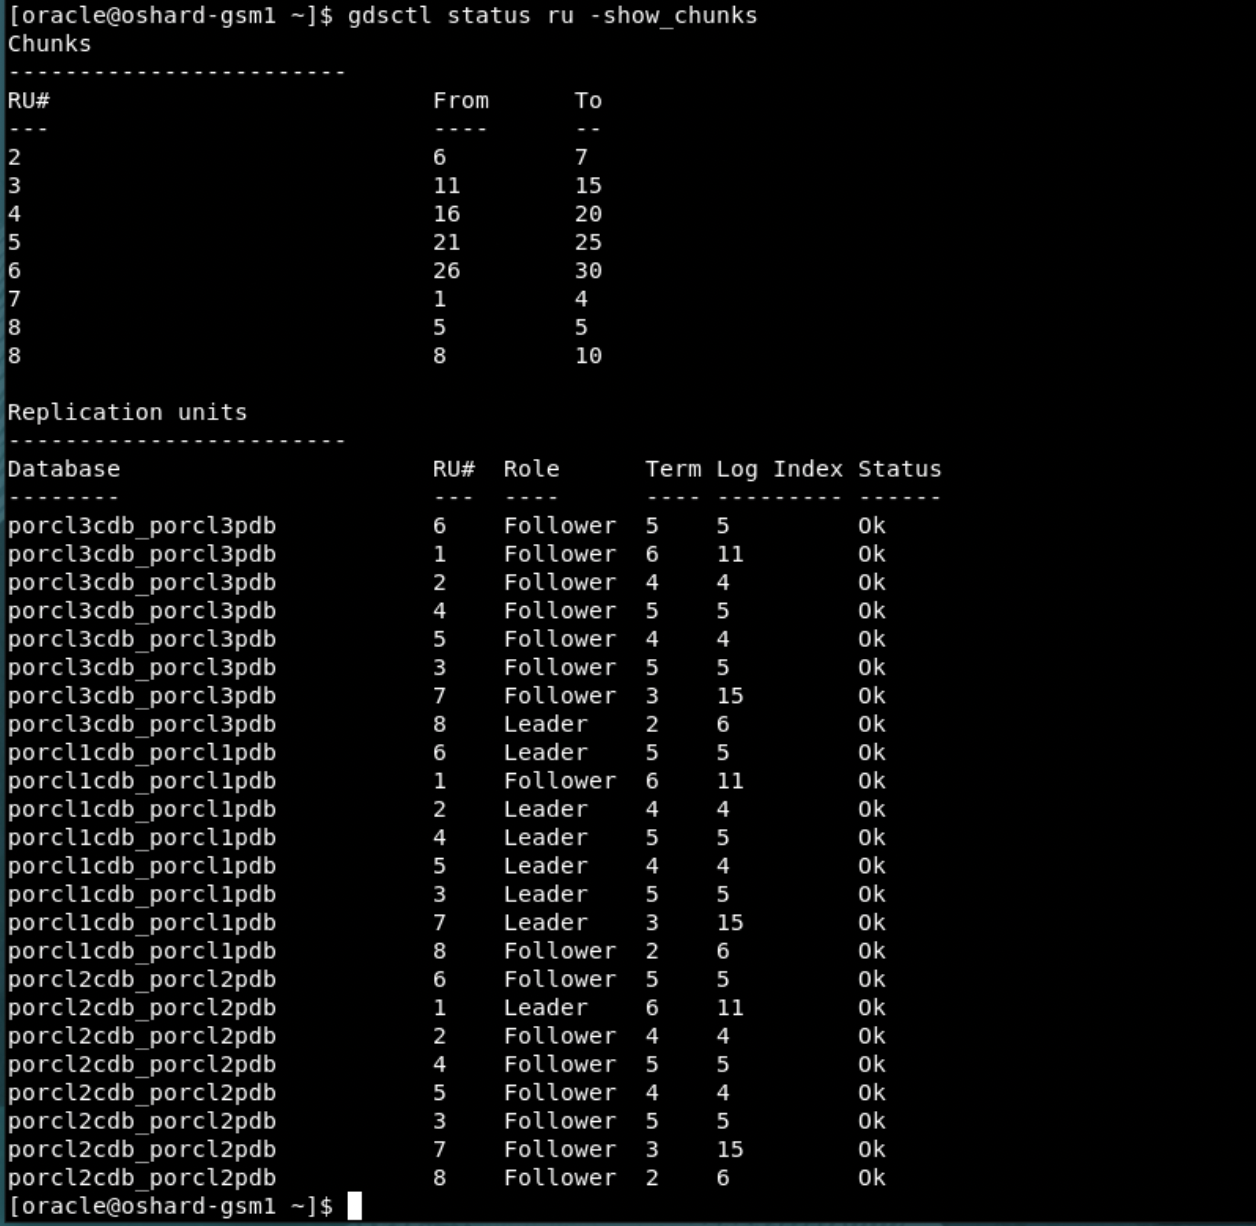 [oracle@oshard-gsm1 ~]$ gdsctl status ru -show_chunks
Chunks
------------------------
RU#                           From      To
---                           ----      --
2                             6         7
3                             11        15
4                             16        20
5                             21        25
6                             26        30
7                             1         4
8                             5         5
8                             8         10

Replication units
------------------------
Database                      RU#  Role      Term Log Index Status
--------                      ---  ----      ---- --------- ------
porcl3cdb_porcl3pdb           6    Follower  5    5         Ok
porcl3cdb_porcl3pdb           1    Follower  6    11        Ok
porcl3cdb_porcl3pdb           2    Follower  4    4         Ok
porcl3cdb_porcl3pdb           4    Follower  5    5         Ok
porcl3cdb_porcl3pdb           5    Follower  4    4         Ok
porcl3cdb_porcl3pdb           3    Follower  5    5         Ok
porcl3cdb_porcl3pdb           7    Follower  3    15        Ok
porcl3cdb_porcl3pdb           8    Leader    2    6         Ok
porcl1cdb_porcl1pdb           6    Leader    5    5         Ok
porcl1cdb_porcl1pdb           1    Follower  6    11        Ok
porcl1cdb_porcl1pdb           2    Leader    4    4         Ok
porcl1cdb_porcl1pdb           4    Leader    5    5         Ok
porcl1cdb_porcl1pdb           5    Leader    4    4         Ok
porcl1cdb_porcl1pdb           3    Leader    5    5         Ok
porcl1cdb_porcl1pdb           7    Leader    3    15        Ok
porcl1cdb_porcl1pdb           8    Follower  2    6         Ok
porcl2cdb_porcl2pdb           6    Follower  5    5         Ok
porcl2cdb_porcl2pdb           1    Leader    6    11        Ok
porcl2cdb_porcl2pdb           2    Follower  4    4         Ok
porcl2cdb_porcl2pdb           4    Follower  5    5         Ok
porcl2cdb_porcl2pdb           5    Follower  4    4         Ok
porcl2cdb_porcl2pdb           3    Follower  5    5         Ok
porcl2cdb_porcl2pdb           7    Follower  3    15        Ok
porcl2cdb_porcl2pdb           8    Follower  2    6         Ok
[oracle@oshard-gsm1 ~]$